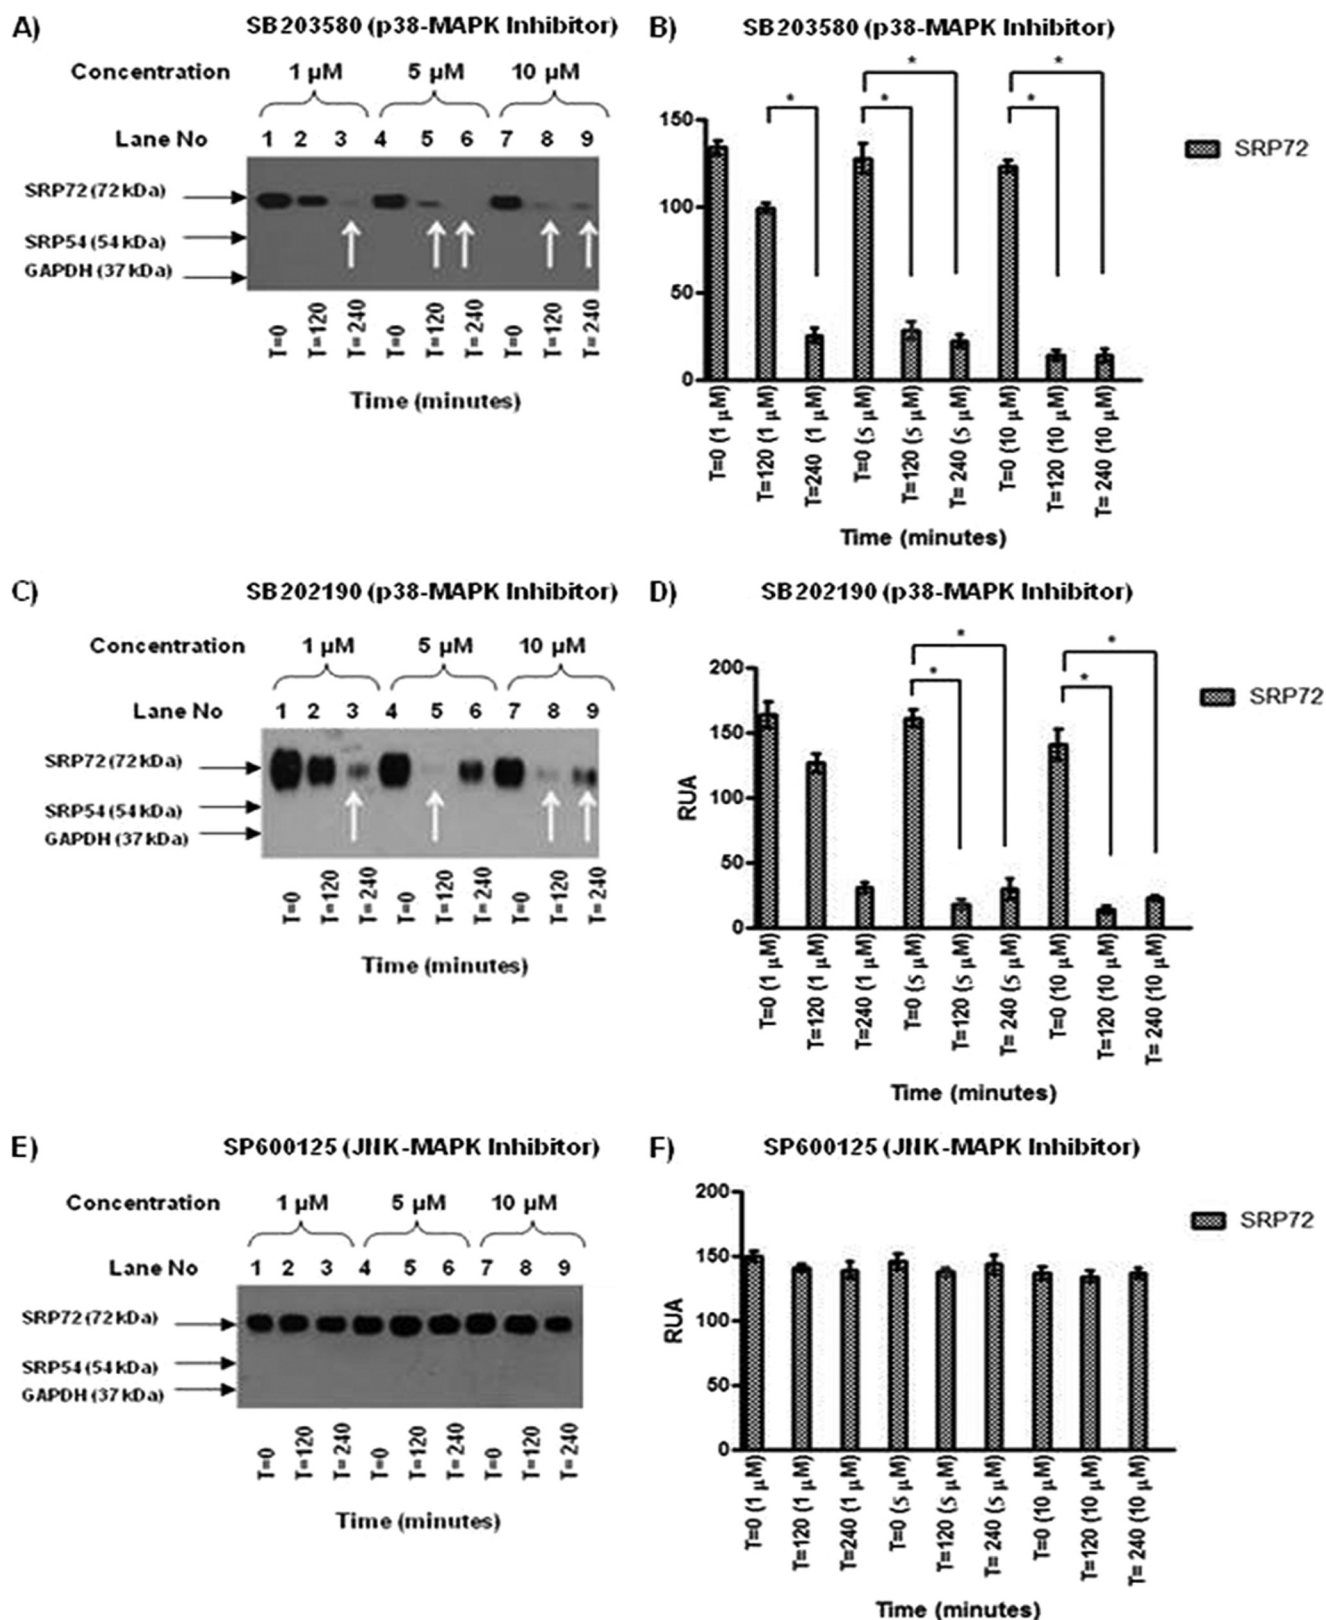 A)
SB203580 (p38-MAPK Inhibitor)
Concentration
1 µM
5 µM
10 µM
Lane No
1 2 3 4 5 6 7 8 9
SRP72 (72 kDa)
SRP54 (54 kDa)
GAPDH (37 kDa)
T=0
T=120
T= 240
T=0
T=120
T= 240
T=0
T=120
T= 240
Time (minutes)
B)
SB203580 (p38-MAPK Inhibitor)
*
*
*
*
*
150
100
50
0
SRP72
T=0 (1 µM)
T=120 (1 µM)
T=240 (1 µM)
T=0 (5 µM)
T=120 (5 µM)
T= 240 (5 µM)
T=0 (10 µM)
T=120 (10 µM)
T= 240 (10 µM)
Time (minutes)
C)
SB202190 (p38-MAPK Inhibitor)
Concentration
1 µM
5 µM
10 µM
Lane No
1 2 3 4 5 6 7 8 9
SRP72 (72 kDa)
SRP54 (54 kDa)
GAPDH (37 kDa)
T=0
T=120
T= 240
T=0
T=120
T= 240
T=0
T=120
T= 240
Time (minutes)
D)
SB202190 (p38-MAPK Inhibitor)
*
*
*
*
200
150
100
50
0
RUA
SRP72
T=0 (1 µM)
T=120 (1 µM)
T=240 (1 µM)
T=0 (5 µM)
T=120 (5 µM)
T= 240 (5 µM)
T=0 (10 µM)
T=120 (10 µM)
T= 240 (10 µM)
Time (minutes)
E)
SP600125 (JNK-MAPK Inhibitor)
Concentration
1 µM
5 µM
10 µM
Lane No
1 2 3 4 5 6 7 8 9
SRP72 (72 kDa)
SRP54 (54 kDa)
GAPDH (37 kDa)
T=0
T=120
T= 240
T=0
T=120
T= 240
T=0
T=120
T= 240
Time (minutes)
F)
SP600125 (JNK-MAPK Inhibitor)
200
150
100
50
0
RUA
SRP72
T=0 (1 µM)
T=120 (1 µM)
T=240 (1 µM)
T=0 (5 µM)
T=120 (5 µM)
T= 240 (5 µM)
T=0 (10 µM)
T=120 (10 µM)
T= 240 (10 µM)
Time (minutes)